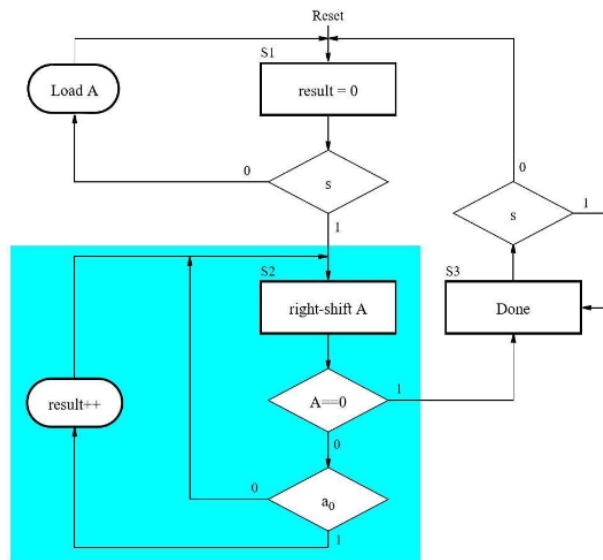 Reset
S1
Load A
result = 0
0
s
1
0
s
1
S2
S3
right-shift A
Done
result++
A==0
1
0
0
a₀
1